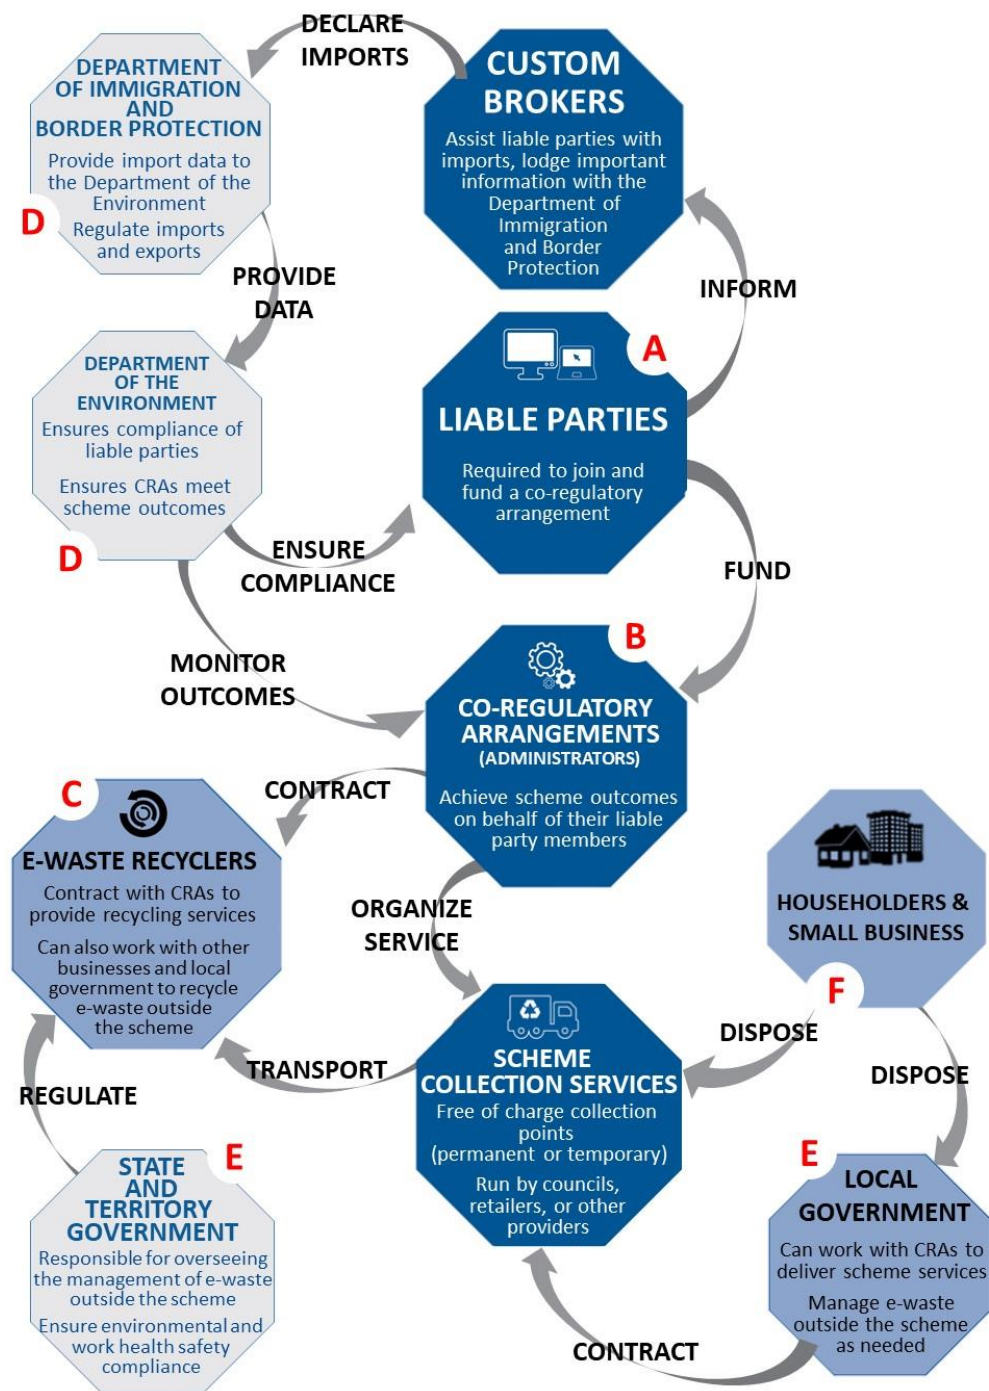 DECLARE
IMPORTS
DEPARTMENT
OF IMMIGRATION
AND
BORDER PROTECTION
Provide import data to
the Department of the
Environment
Regulate imports
and exports
D
CUSTOM
BROKERS
Assist liable parties with
imports, lodge important
information with the
Department of
Immigration
and Border
Protection
PROVIDE
DATA
INFORM
DEPARTMENT
OF THE
ENVIRONMENT
Ensures compliance of
liable parties
Ensures CRAs meet
scheme outcomes
D
A
LIABLE PARTIES
Required to join and
fund a co-regulatory
arrangement
ENSURE
COMPLIANCE
FUND
MONITOR
OUTCOMES
B
CO-REGULATORY
ARRANGEMENTS
(ADMINISTRATORS)
Achieve scheme outcomes
on behalf of their liable
party members
CONTRACT
C
E-WASTE RECYCLERS
Contract with CRAs to
provide recycling services
Can also work with other
businesses and local
government to recycle
e-waste outside
the scheme
ORGANIZE
SERVICE
HOUSEHOLDERS &
SMALL BUSINESS
F
DISPOSE
DISPOSE
TRANSPORT
SCHEME
COLLECTION SERVICES
Free of charge collection
points
(permanent or temporary)
Run by councils,
retailers, or other
providers
REGULATE
E
STATE
AND
TERRITORY
GOVERNMENT
Responsible for overseeing
the management of e-waste
outside the scheme
Ensure environmental and
work health safety
compliance
E
LOCAL
GOVERNMENT
Can work with CRAs to
deliver scheme services
Manage e-waste
outside the scheme
as needed
CONTRACT